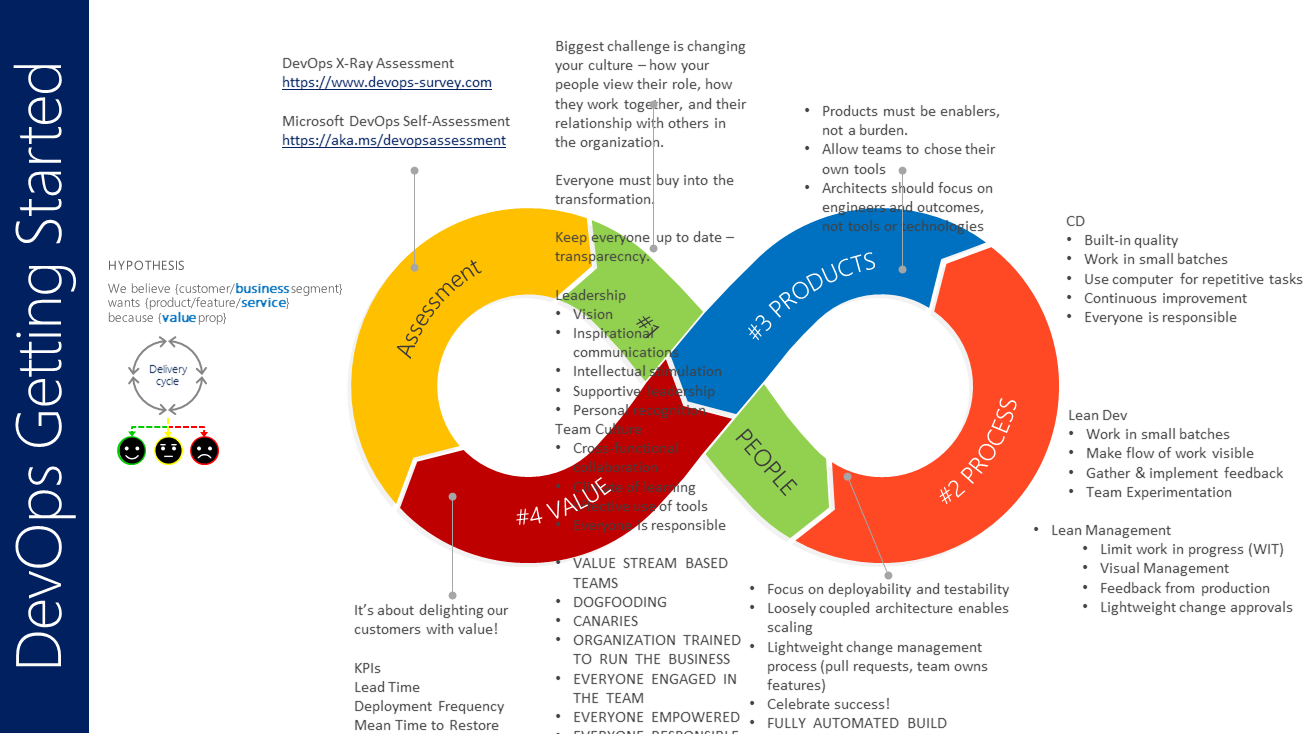 DevOps Getting Started
DevOps X-Ray Assessment
https://www.devops-survey.com
Microsoft DevOps Self-Assessment
https://aka.ms/devopsassessment
HYPOTHESIS
We believe {customer/business segment}
wants {product/feature/service}
because {value prop}
Delivery
cycle
Assessment
Biggest challenge is changing
your culture – how your
people view their role, how
they work together, and their
relationship with others in
the organization.
Everyone must buy into the
transformation.
Keep everyone up to date –
transparecncy.
Leadership
• Vision
• Inspirational
communications
• Intellectual stimulation
• Supportive leadership
• Personal recognition
Team Culture
• Cross-functional
collaboration
• Climate of learning
• Effective use of tools
• Everyone is responsible
• VALUE STREAM BASED
TEAMS
• DOGFOODING
• CANARIES
• ORGANIZATION TRAINED
TO RUN THE BUSINESS
• EVERYONE ENGAGED IN
THE TEAM
• EVERYONE EMPOWERED
• EVERYONE RESPONSIBLE
#1
PEOPLE
• Products must be enablers,
not a burden.
• Allow teams to chose their
own tools
• Architects should focus on
engineers and outcomes,
not tools or technologies
#3 PRODUCTS
#2 PROCESS
#4 VALUE
CD
• Built-in quality
• Work in small batches
• Use computer for repetitive tasks
• Continuous improvement
• Everyone is responsible
Lean Dev
• Work in small batches
• Make flow of work visible
• Gather & implement feedback
• Team Experimentation
• Lean Management
• Limit work in progress (WIT)
• Visual Management
• Feedback from production
• Lightweight change approvals
• Focus on deployability and testability
• Loosely coupled architecture enables
scaling
• Lightweight change management
process (pull requests, team owns
features)
• Celebrate success!
• FULLY AUTOMATED BUILD
It's about delighting our
customers with value!
KPIs
Lead Time
Deployment Frequency
Mean Time to Restore